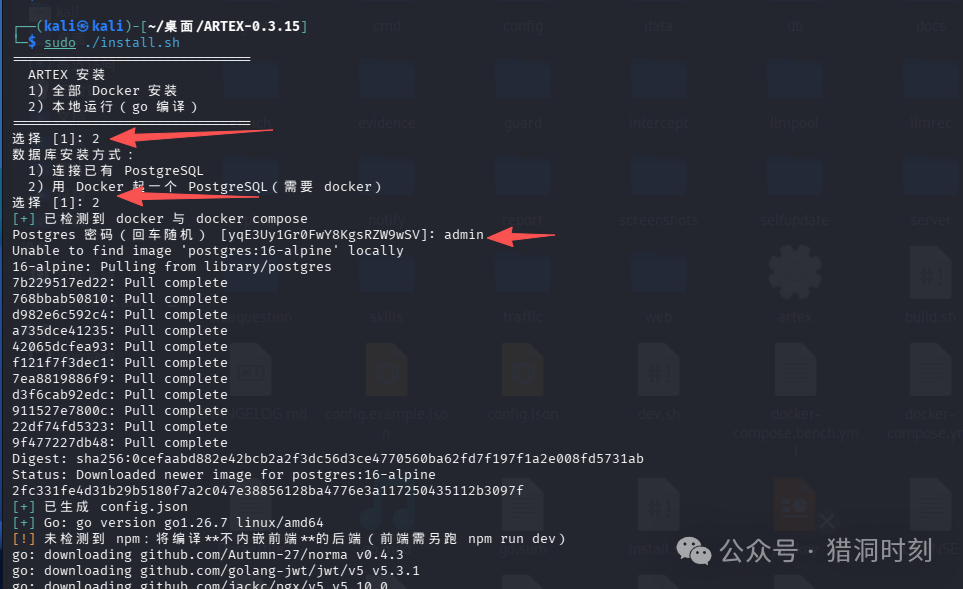 ┌──(kali㉿kali)-[~/桌面/ARTEX-0.3.15]
└─$ sudo ./install.sh
══════════════════════════════
ARTEX 安装
1) 全部 Docker 安装
2) 本地运行(go 编译)
══════════════════════════════
选择 [1]: 2
数据库安装方式:
1) 连接已有 PostgreSQL
2) 用 Docker 起一个 PostgreSQL(需要 docker)
选择 [1]: 2
[+] 已检测到 docker 与 docker compose
Postgres 密码(回车随机) [yqE3Uy1Gr0FwY8KgsRZW9wSV]: admin
Unable to find image 'postgres:16-alpine' locally
16-alpine: Pulling from library/postgres
7b229517ed22: Pull complete
768bbab50810: Pull complete
d982e6c592c4: Pull complete
a735dce41235: Pull complete
42065dcfea93: Pull complete
f121f7f3dec1: Pull complete
7ea8819886f9: Pull complete
d3f6cab92edc: Pull complete
911527e7800c: Pull complete
22df74fd5323: Pull complete
9f477227db48: Pull complete
Digest: sha256:0cefaabd882e42bcb2a2f3dc56d3ce4770560ba62fd7f197f1a2e008fd5731ab
Status: Downloaded newer image for postgres:16-alpine
2fc331fe4d31b29b5180f7a2c047e38856128ba4776e3a117250435112b3097f
[+] 已生成 config.json
[+] Go: go version go1.26.7 linux/amd64
[!] 未检测到 npm:将编译**不内嵌前端**的后端(前端需另跑 npm run dev)
go: downloading github.com/Autumn-27/norma v0.4.3
go: downloading github.com/golang-jwt/jwt/v5 v5.3.1
go: downloading github.com/jackc/pgx/v5 v5.10.0
公众号 · 猎洞时刻